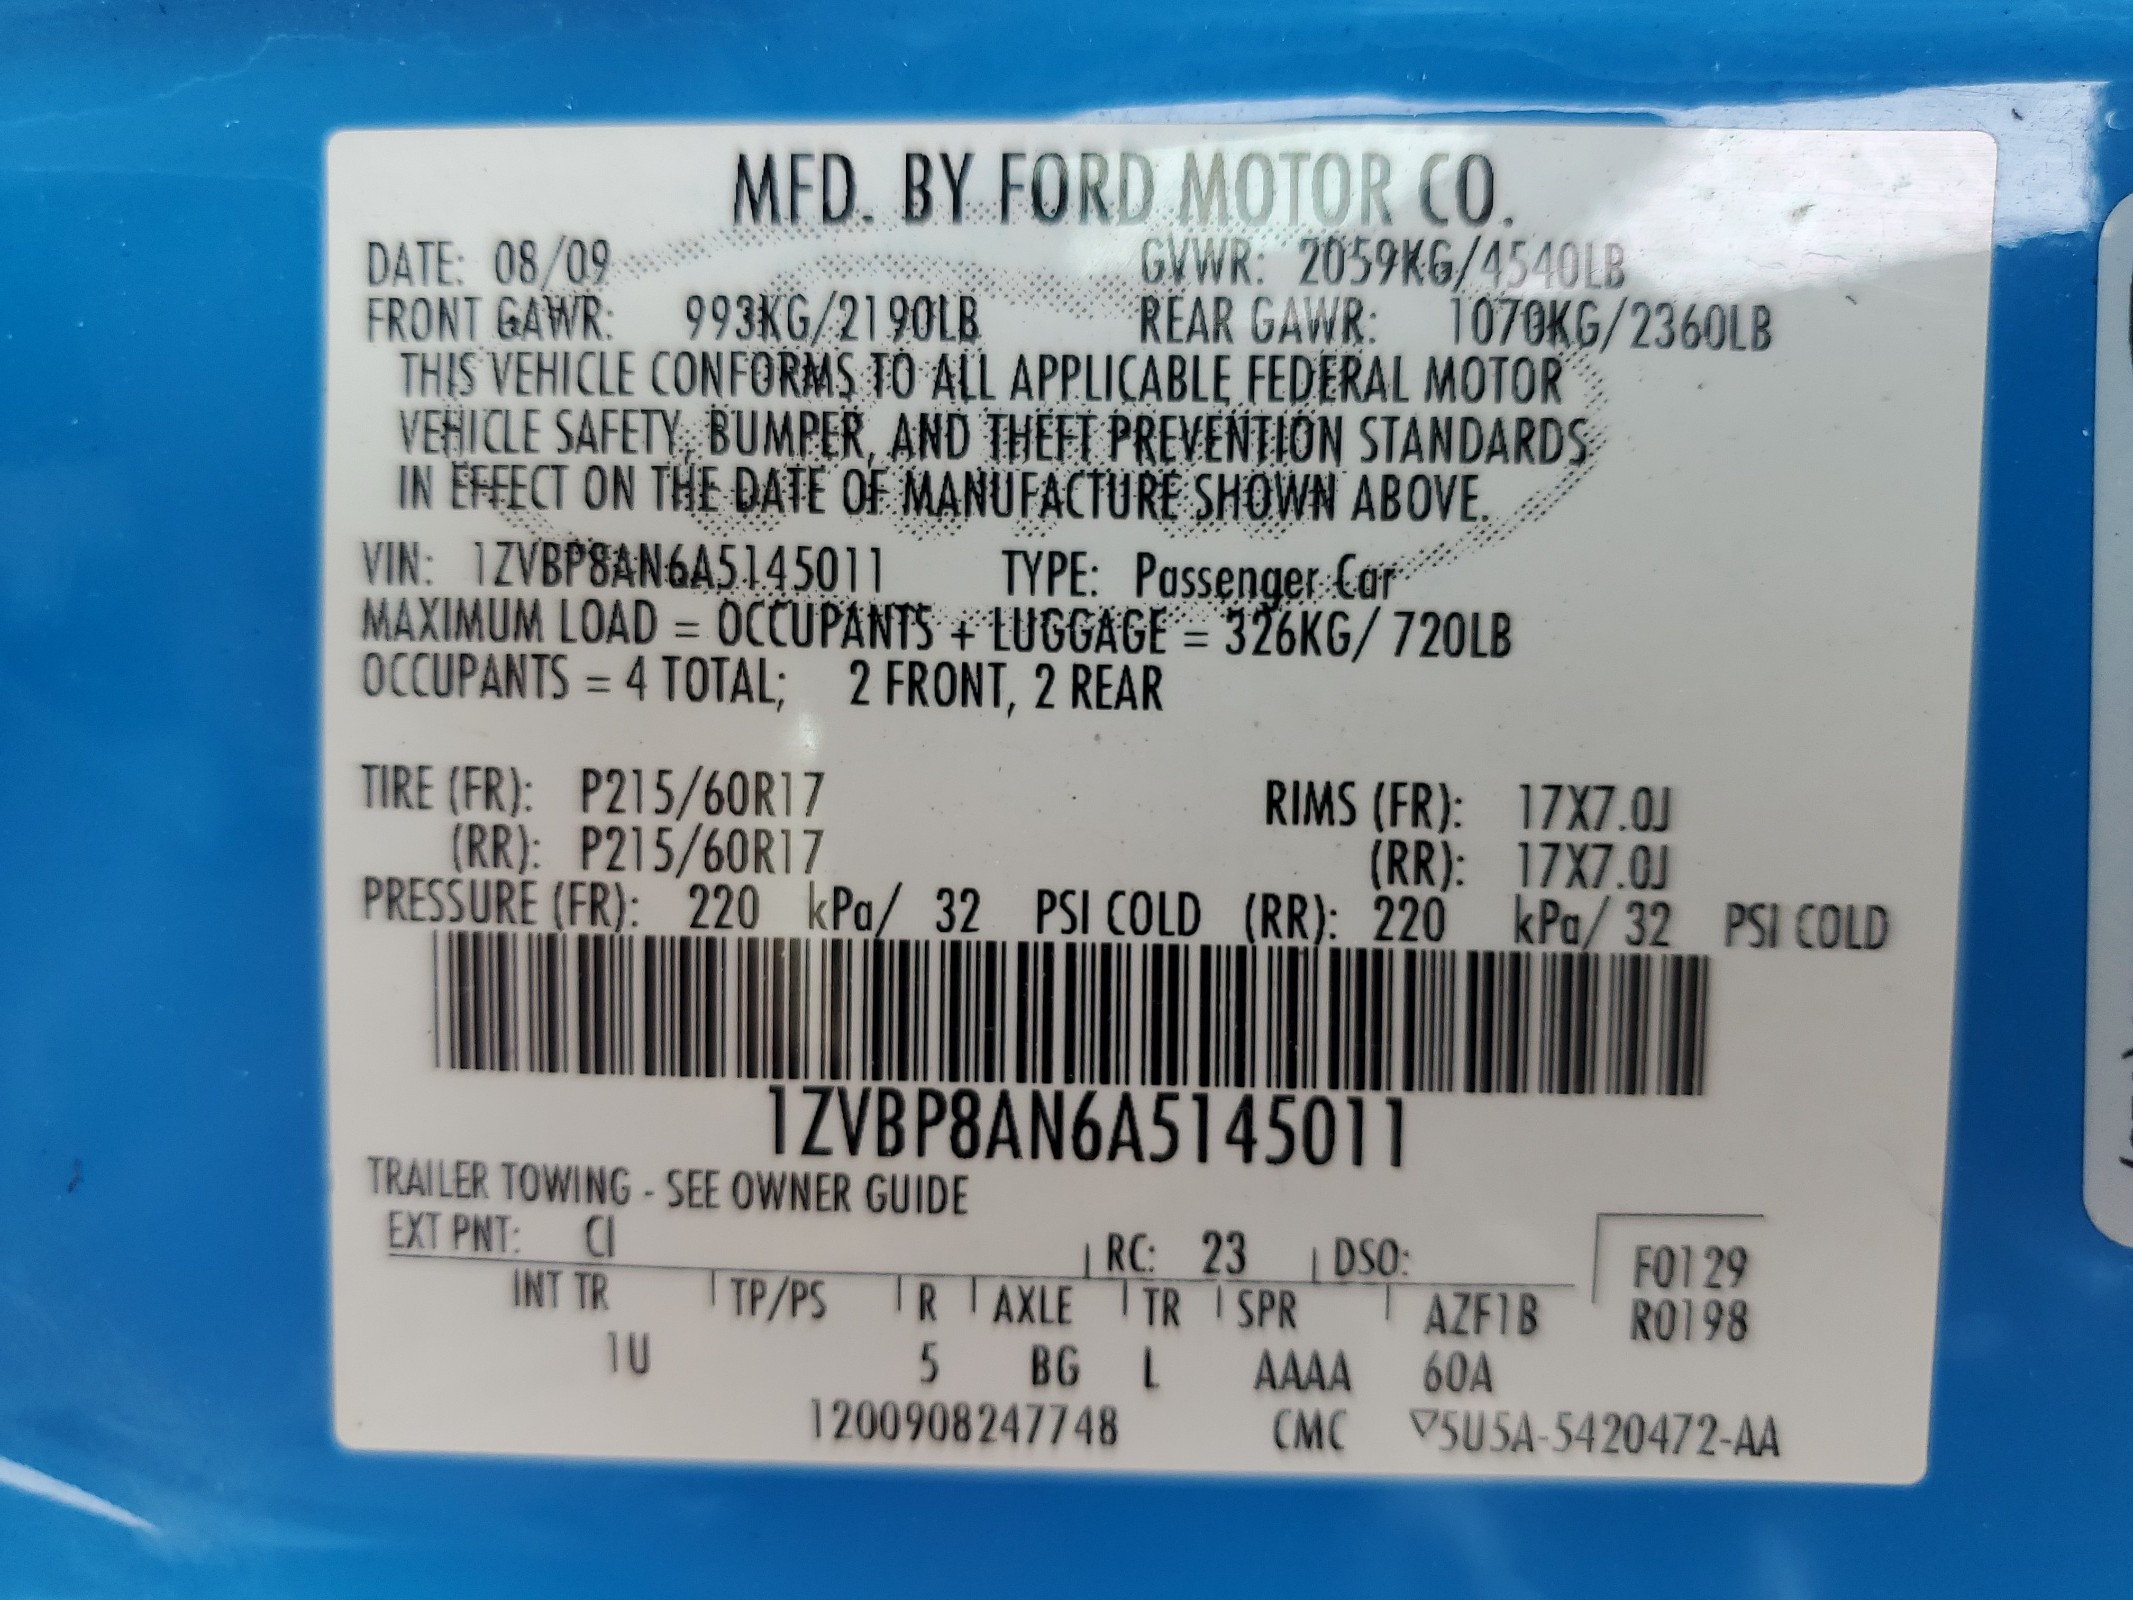 MFD. BY FORD MOTOR CO.
DATE: 08/09 GVWR: 2059KG/4540LB
FRONT GAWR: 993KG/2190LB REAR GAWR: 1070KG/2360LB
THIS VEHICLE CONFORMS TO ALL APPLICABLE FEDERAL MOTOR
VEHICLE SAFETY, BUMPER, AND THEFT PREVENTION STANDARDS
IN EFFECT ON THE DATE OF MANUFACTURE SHOWN ABOVE.
VIN: 1ZVBP8AN6A5145011 TYPE: Passenger Car
MAXIMUM LOAD = OCCUPANTS + LUGGAGE = 326KG/ 720LB
OCCUPANTS = 4 TOTAL; 2 FRONT, 2 REAR
TIRE (FR): P215/60R17 RIMS (FR): 17X7.0J
(RR): P215/60R17 (RR): 17X7.0J
PRESSURE (FR): 220 kPa/ 32 PSI COLD (RR): 220 kPa/ 32 PSI COLD
1ZVBP8AN6A5145011
TRAILER TOWING - SEE OWNER GUIDE
EXT PNT: CI RC: 23 DSO: F0129
INT TR TP/PS R AXLE TR SPR AZF1B R0198
1U 5 BG L AAAA 60A
1200908247748 CMC ▽5U5A-5420472-AA